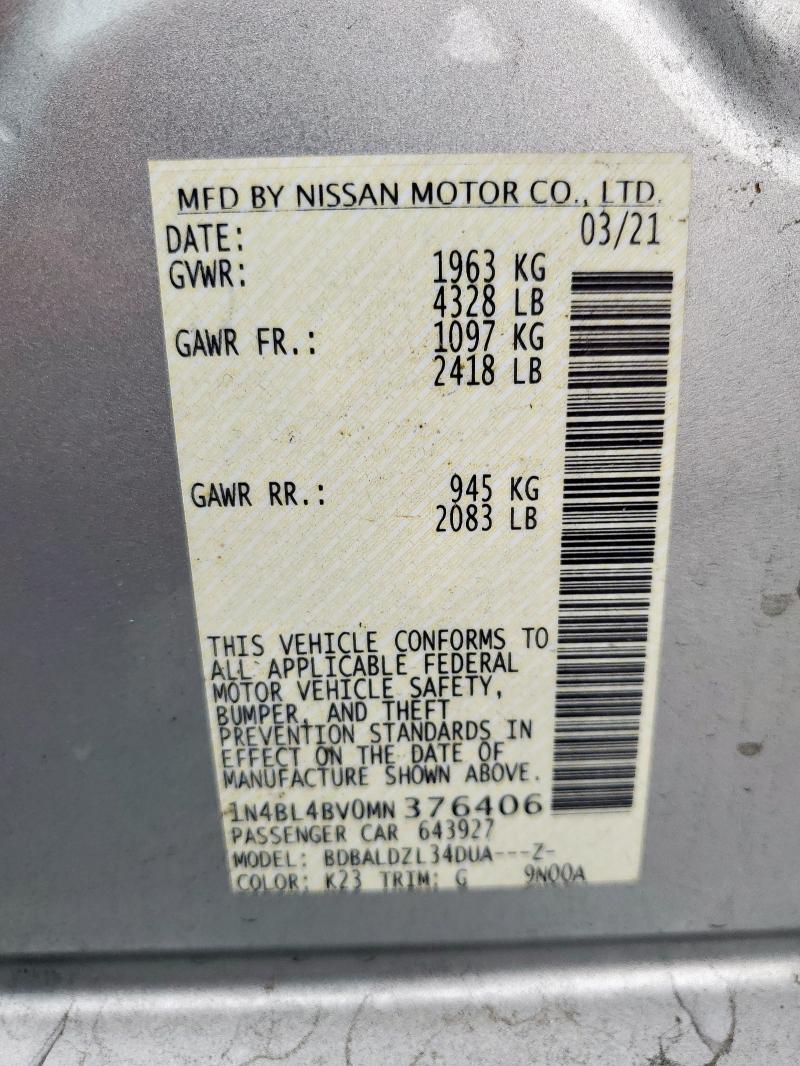 MFD BY NISSAN MOTOR CO., LTD.
DATE: 03/21
GVWR: 1963 KG
4328 LB
GAWR FR.: 1097 KG
2418 LB
GAWR RR.: 945 KG
2083 LB
THIS VEHICLE CONFORMS TO
ALL APPLICABLE FEDERAL
MOTOR VEHICLE SAFETY,
BUMPER, AND THEFT
PREVENTION STANDARDS IN
EFFECT ON THE DATE OF
MANUFACTURE SHOWN ABOVE.
1N4BL4BV0MN376406
PASSENGER CAR 643927
MODEL: BDBALDZL34DUA---Z-
COLOR: K23 TRIM: G 9N00A